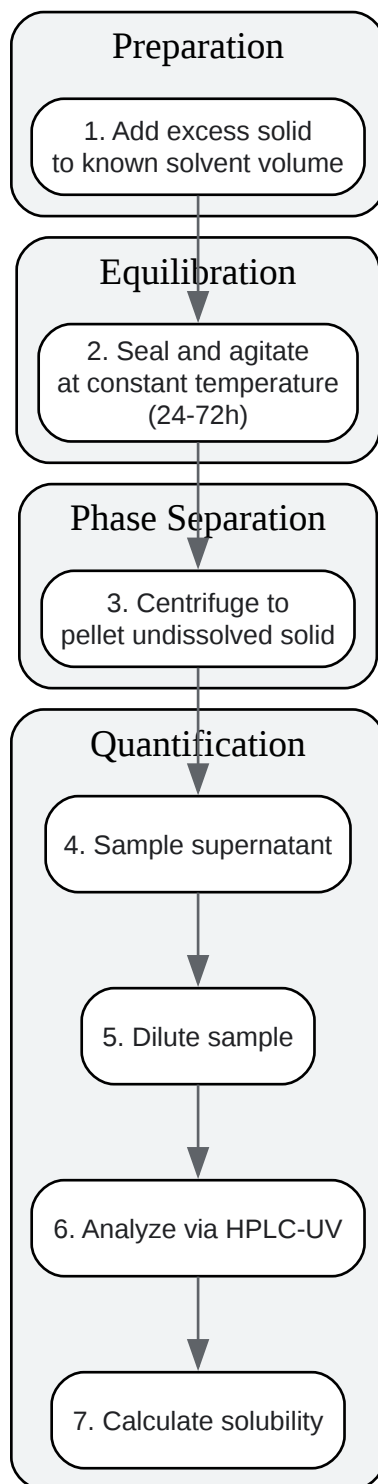 Preparation
1. Add excess solid
to known solvent volume
Equilibration
2. Seal and agitate
at constant temperature
(24-72h)
Phase Separation
3. Centrifuge to
pellet undissolved solid
Quantification
4. Sample supernatant
5. Dilute sample
6. Analyze via HPLC-UV
7. Calculate solubility